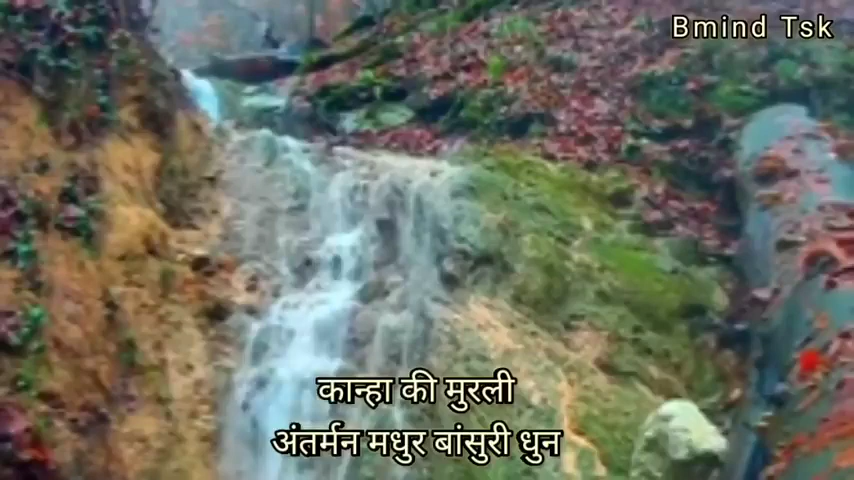 Bmind Tsk
कान्हा की मुरली
अंतर्मन मधुर बांसुरी धुन